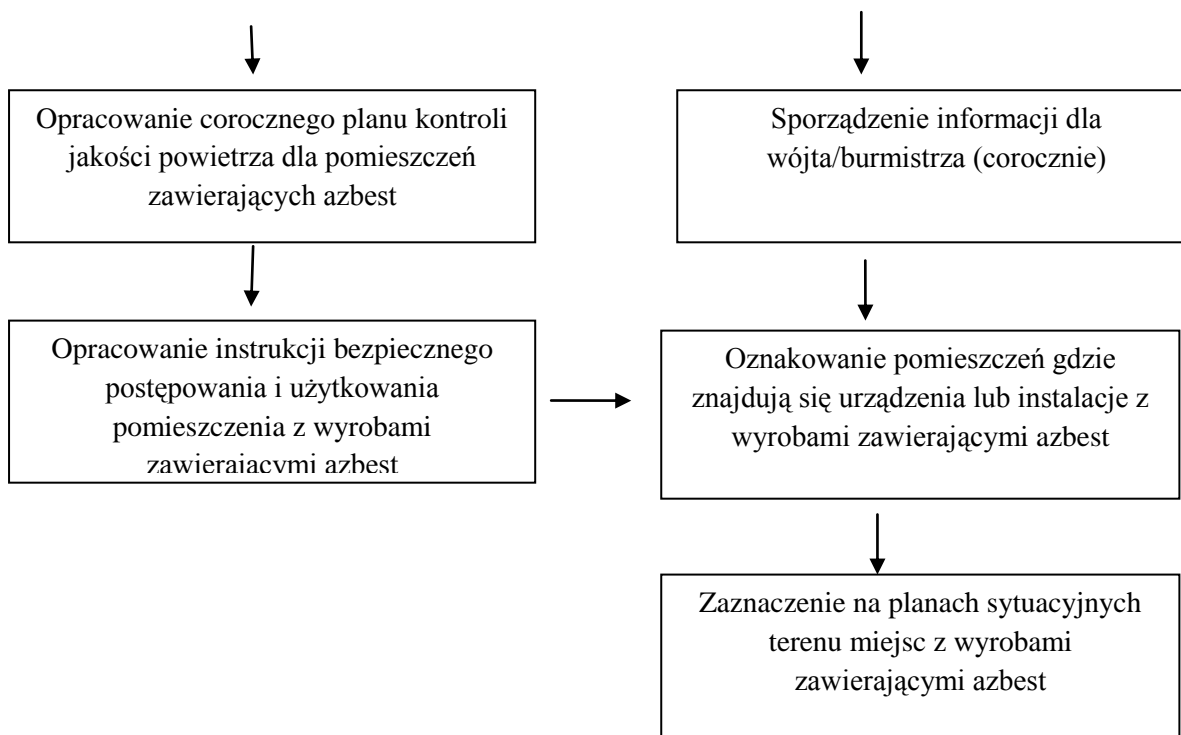 Opracowanie corocznego planu kontroli
jakości powietrza dla pomieszczeń
zawierających azbest
Sporządzenie informacji dla
wójta/burmistrza (corocznie)
Opracowanie instrukcji bezpiecznego
postępowania i użytkowania
pomieszczenia z wyrobami
zawierającymi azbest
Oznakowanie pomieszczeń gdzie
znajdują się urządzenia lub instalacje z
wyrobami zawierającymi azbest
Zaznaczenie na planach sytuacyjnych
terenu miejsc z wyrobami
zawierającymi azbest